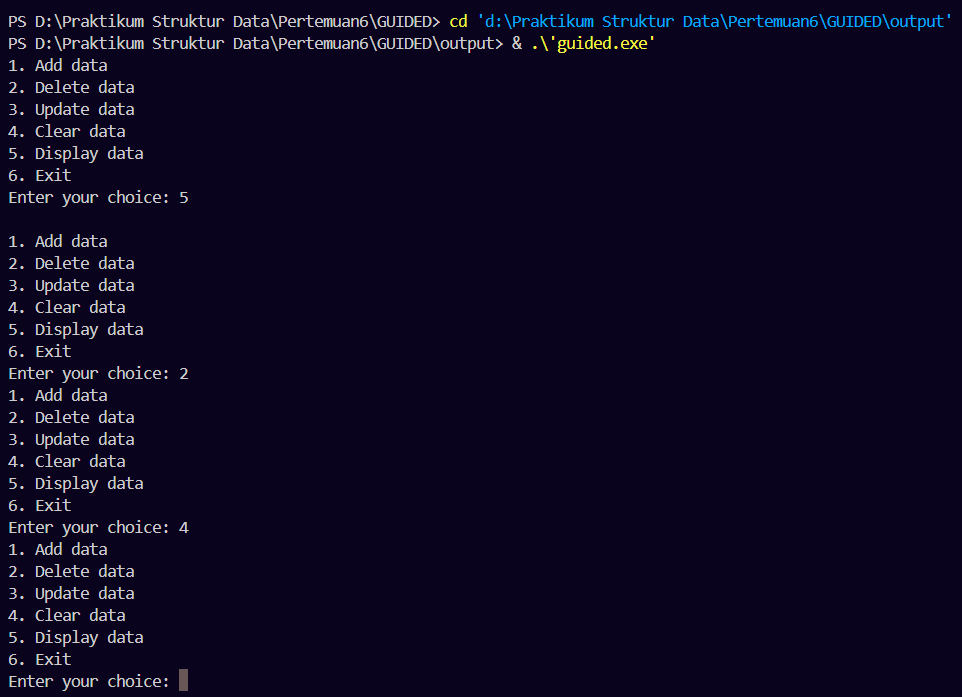 PS D:\Praktikum Struktur Data\Pertemuan6\GUIDED> cd 'd:\Praktikum Struktur Data\Pertemuan6\GUIDED\output'
PS D:\Praktikum Struktur Data\Pertemuan6\GUIDED\output> & .\'guided.exe'
1. Add data
2. Delete data
3. Update data
4. Clear data
5. Display data
6. Exit
Enter your choice: 5

1. Add data
2. Delete data
3. Update data
4. Clear data
5. Display data
6. Exit
Enter your choice: 2
1. Add data
2. Delete data
3. Update data
4. Clear data
5. Display data
6. Exit
Enter your choice: 4
1. Add data
2. Delete data
3. Update data
4. Clear data
5. Display data
6. Exit
Enter your choice: